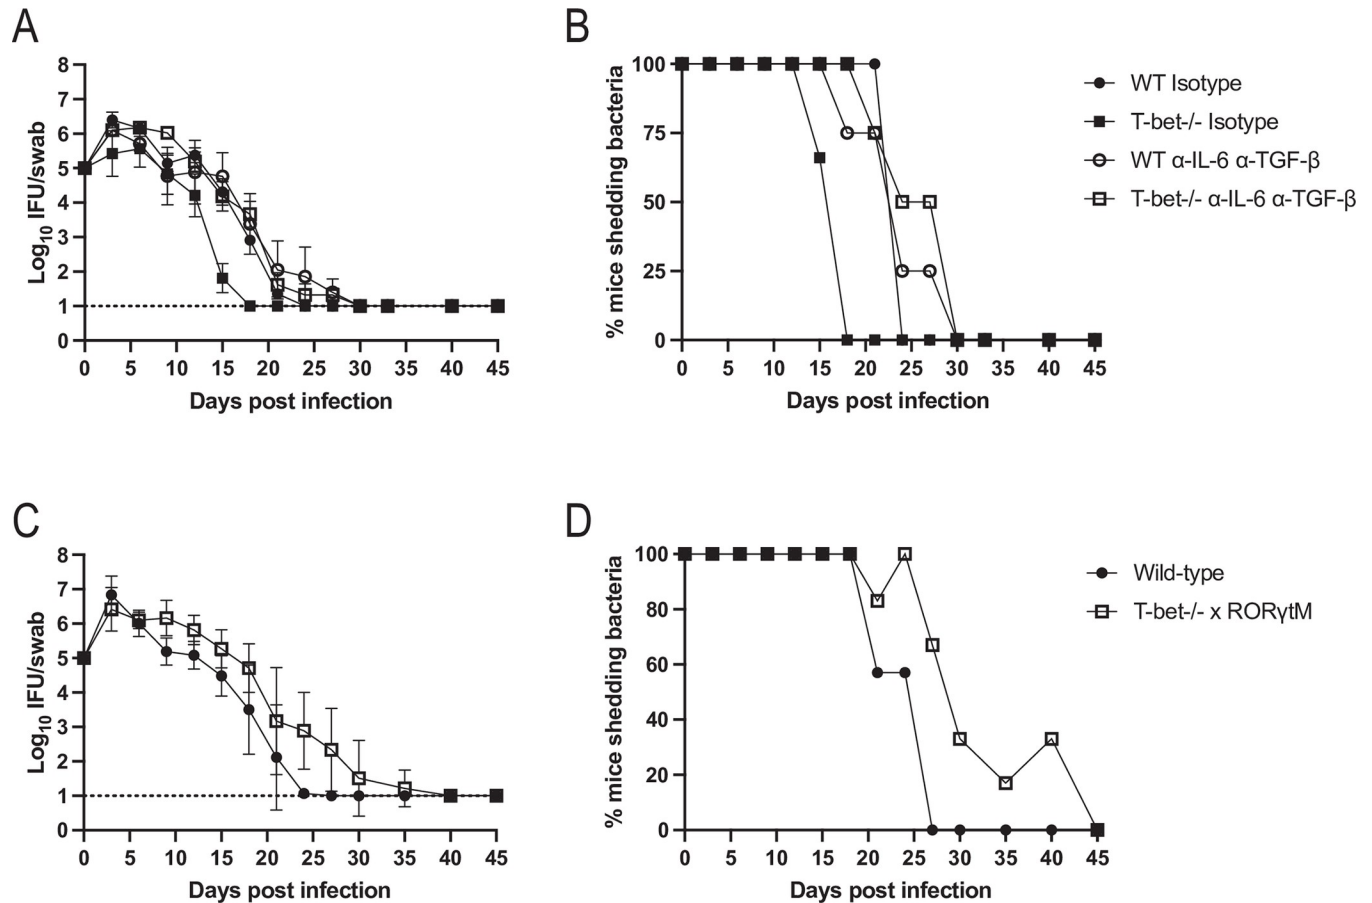 A
8
7
6
5
4
3
2
1
0
Log10 IFU/swab
0 5 10 15 20 25 30 35 40 45
Days post infection
B
100
75
50
25
0
% mice shedding bacteria
0 5 10 15 20 25 30 35 40 45
Days post infection
WT Isotype
T-bet-/- Isotype
WT α-IL-6 α-TGF-β
T-bet-/- α-IL-6 α-TGF-β
C
8
7
6
5
4
3
2
1
0
Log10 IFU/swab
0 5 10 15 20 25 30 35 40 45
Days post infection
D
100
80
60
40
20
0
% mice shedding bacteria
0 5 10 15 20 25 30 35 40 45
Days post infection
Wild-type
T-bet-/- x RORγtM